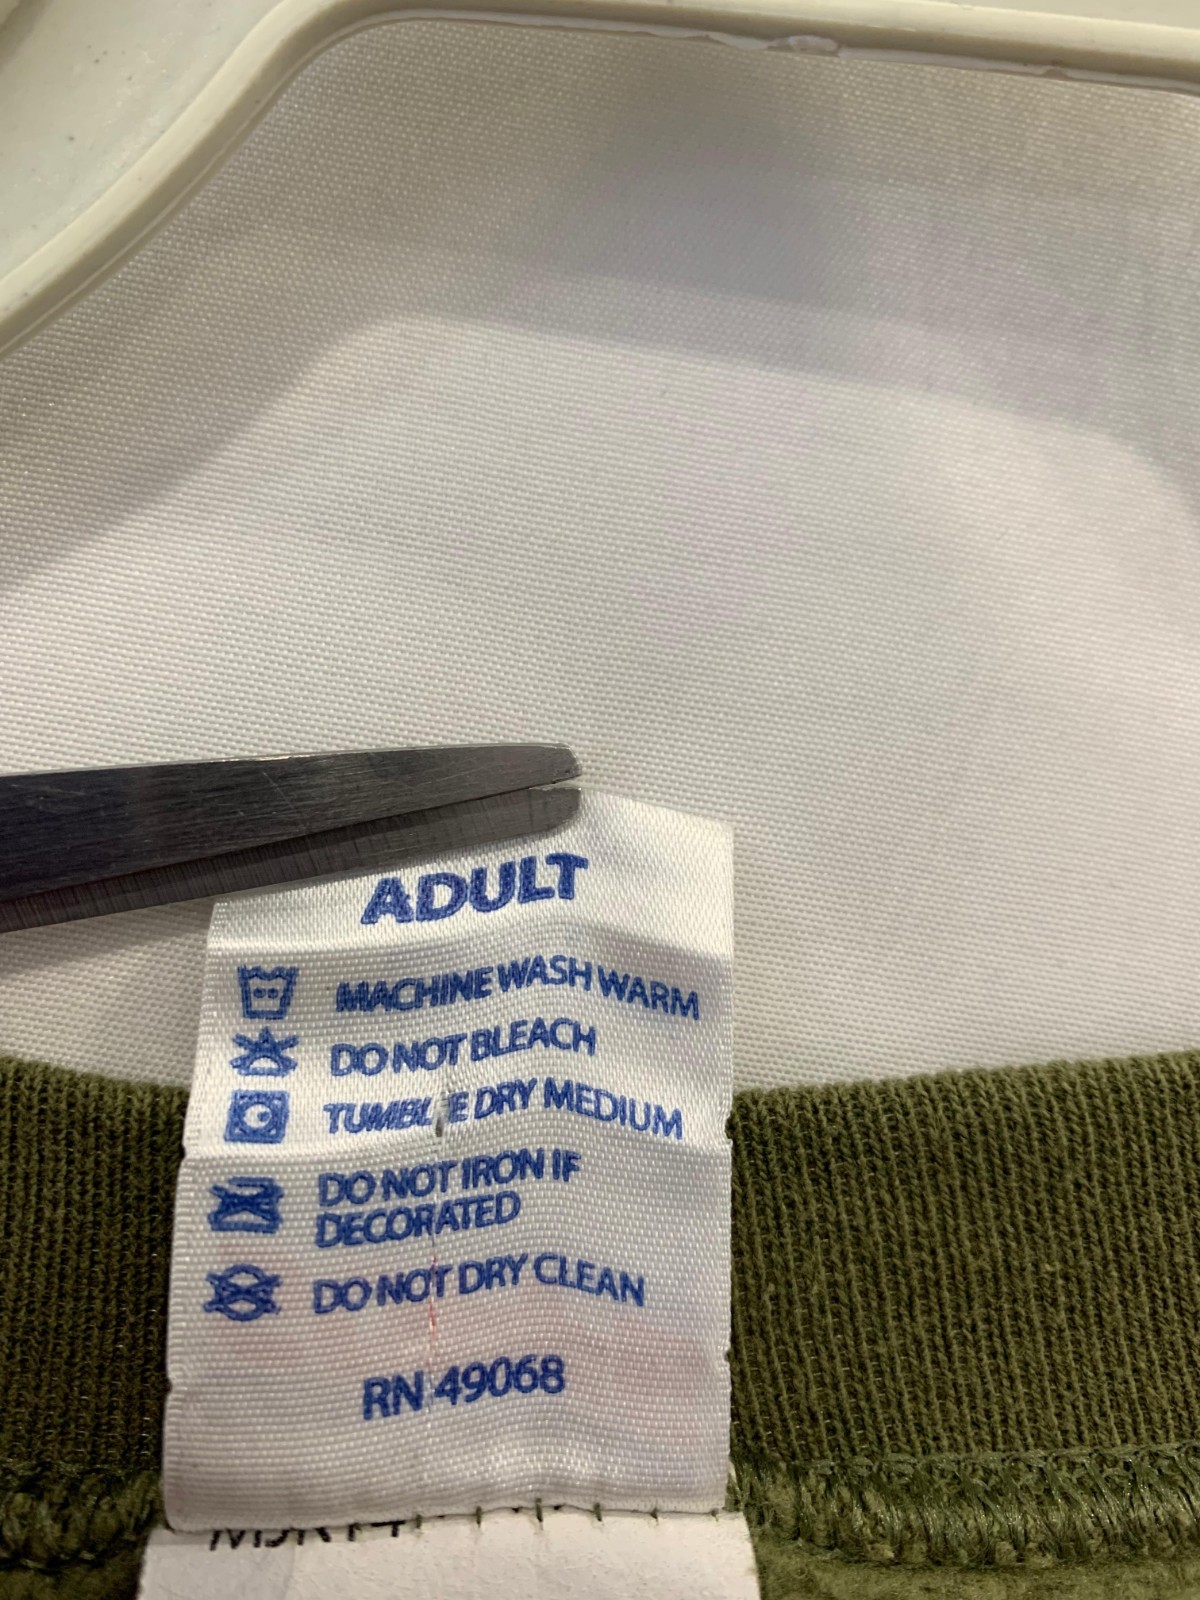 ADULT
MACHINE WASH WARM
DO NOT BLEACH
TUMBLE DRY MEDIUM
DO NOT IRON IF
DECORATED
DO NOT DRY CLEAN
RN 49068